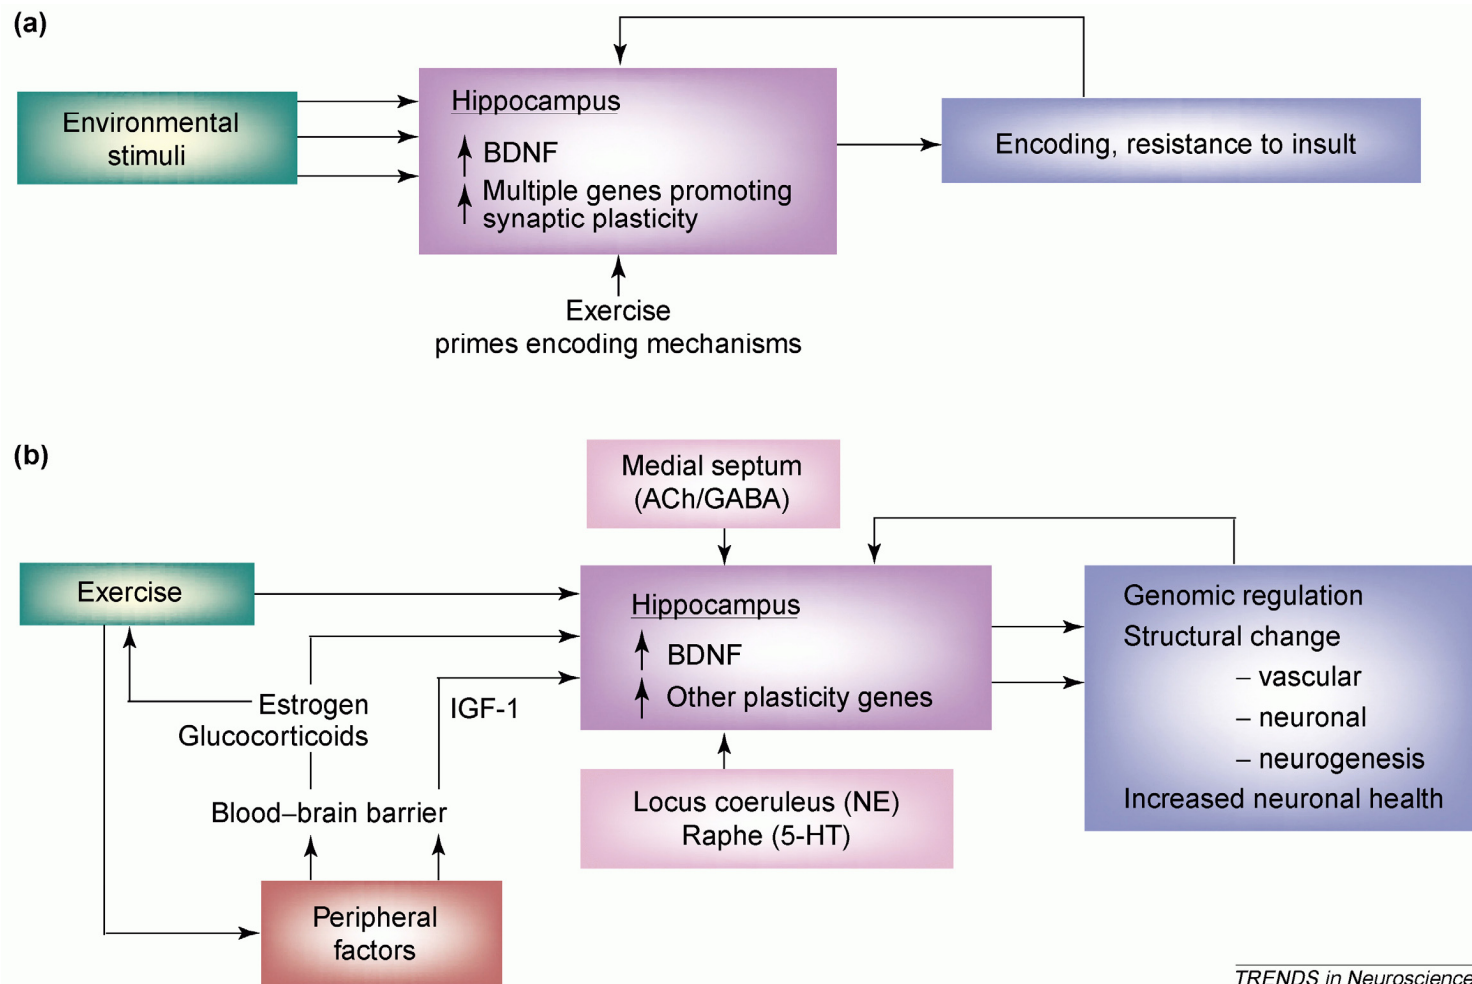 (a)
Environmental
stimuli
Hippocampus
BDNF
Multiple genes promoting
synaptic plasticity
Encoding, resistance to insult
Exercise
primes encoding mechanisms
(b)
Medial septum
(ACh/GABA)
Exercise
Hippocampus
BDNF
Other plasticity genes
Estrogen
Glucocorticoids
IGF-1
Blood–brain barrier
Locus coeruleus (NE)
Raphe (5-HT)
Peripheral
factors
Genomic regulation
Structural change
– vascular
– neuronal
– neurogenesis
Increased neuronal health
TRENDS in Neuroscience